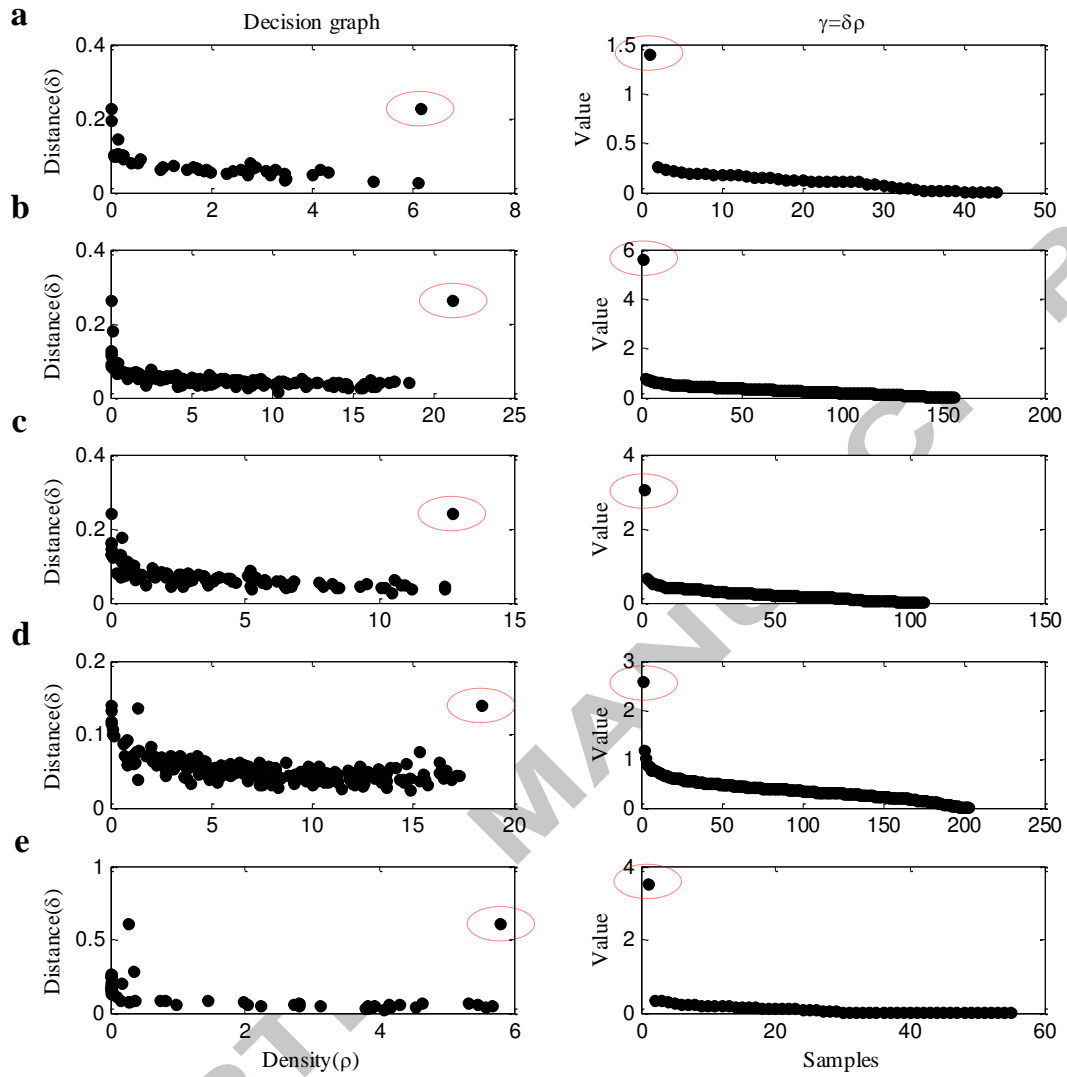 a
Decision graph
γ=δρ
Distance(δ)
0.4
0.2
0
0 2 4 6 8
Value
1.5
1
0.5
0
0 10 20 30 40 50
b
Distance(δ)
0.4
0.2
0
0 5 10 15 20 25
Value
6
4
2
0
0 50 100 150 200
c
Distance(δ)
0.4
0.2
0
0 5 10 15
Value
4
2
0
0 50 100 150
d
Distance(δ)
0.2
0.1
0
0 5 10 15 20
Value
3
2
1
0
0 50 100 150 200 250
e
Distance(δ)
1
0.5
0
0 2 4 6
Density(ρ)
Value
4
2
0
0 20 40 60
Samples